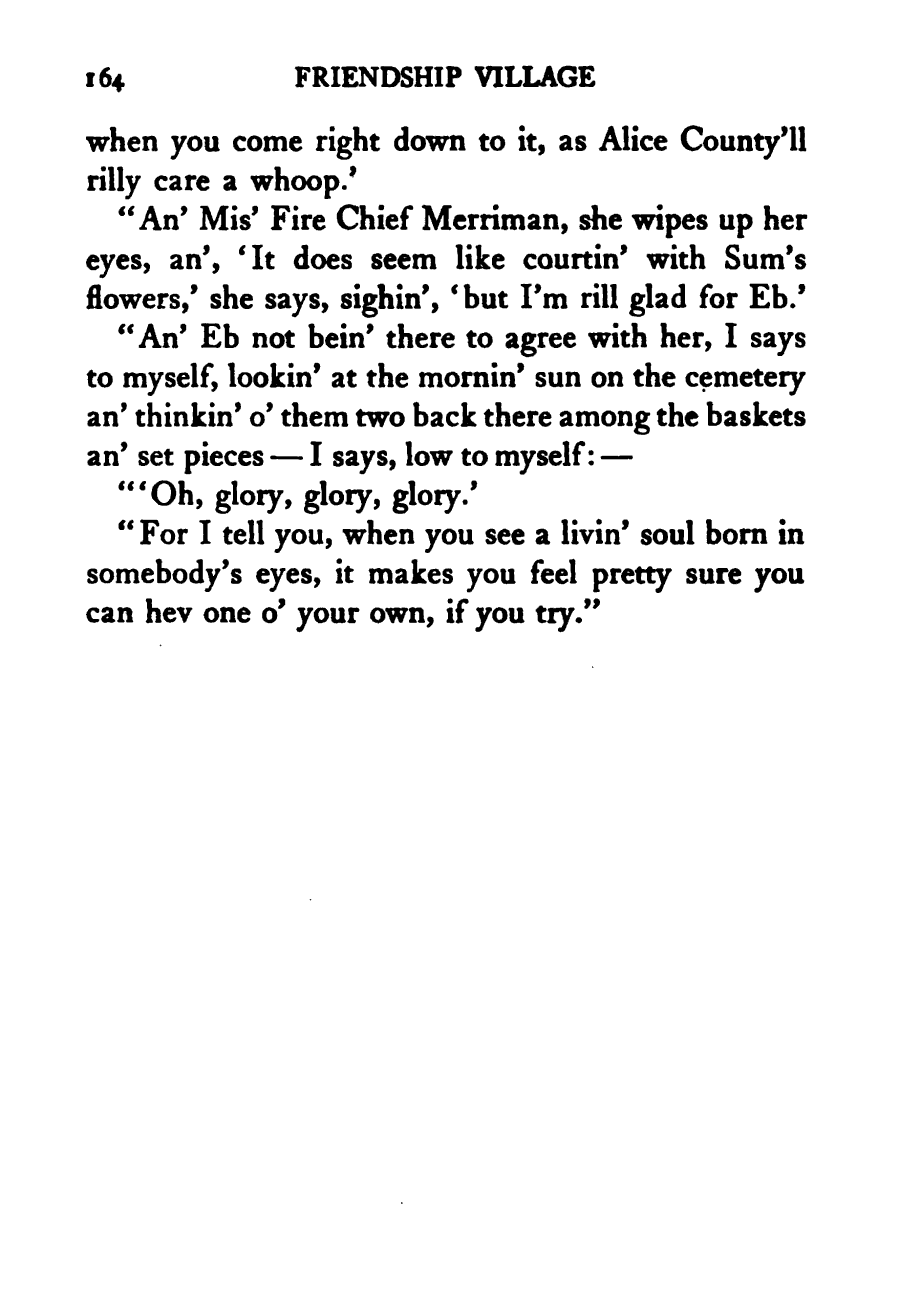 164 FRIENDSHIP VILLAGE
when you come right down to it, as Alice County'll
rilly care a whoop.'
"An' Mis' Fire Chief Merriman, she wipes up her
eyes, an', 'It does seem like courtin' with Sum's
flowers,' she says, sighin', 'but I'm rill glad for Eb.'
"An' Eb not bein' there to agree with her, I says
to myself, lookin' at the mornin' sun on the cemetery
an' thinkin' o' them two back there among the baskets
an' set pieces — I says, low to myself: —
"'Oh, glory, glory, glory.'
"For I tell you, when you see a livin' soul born in
somebody's eyes, it makes you feel pretty sure you
can hev one o' your own, if you try."